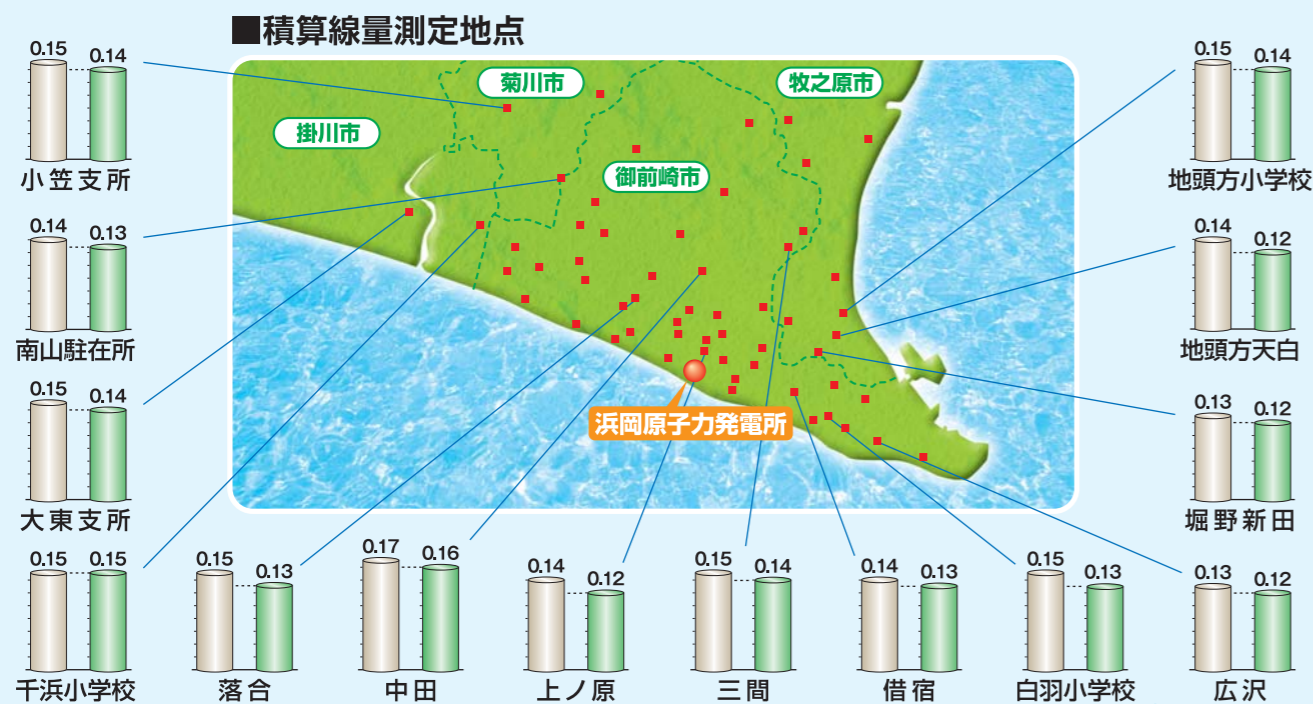 ■積算線量測定地点
0.15 0.14
小笠支所
0.14 0.13
南山駐在所
0.15 0.14
大東支所
0.15 0.15
千浜小学校
0.15 0.13
落合
0.17 0.16
中田
0.14 0.12
上ノ原
0.15 0.14
三間
0.14 0.13
借宿
0.15 0.13
白羽小学校
0.13 0.12
広沢
0.15 0.14
地頭方小学校
0.14 0.12
地頭方天白
0.13 0.12
堀野新田
菊川市
牧之原市
掛川市
御前崎市
浜岡原子力発電所